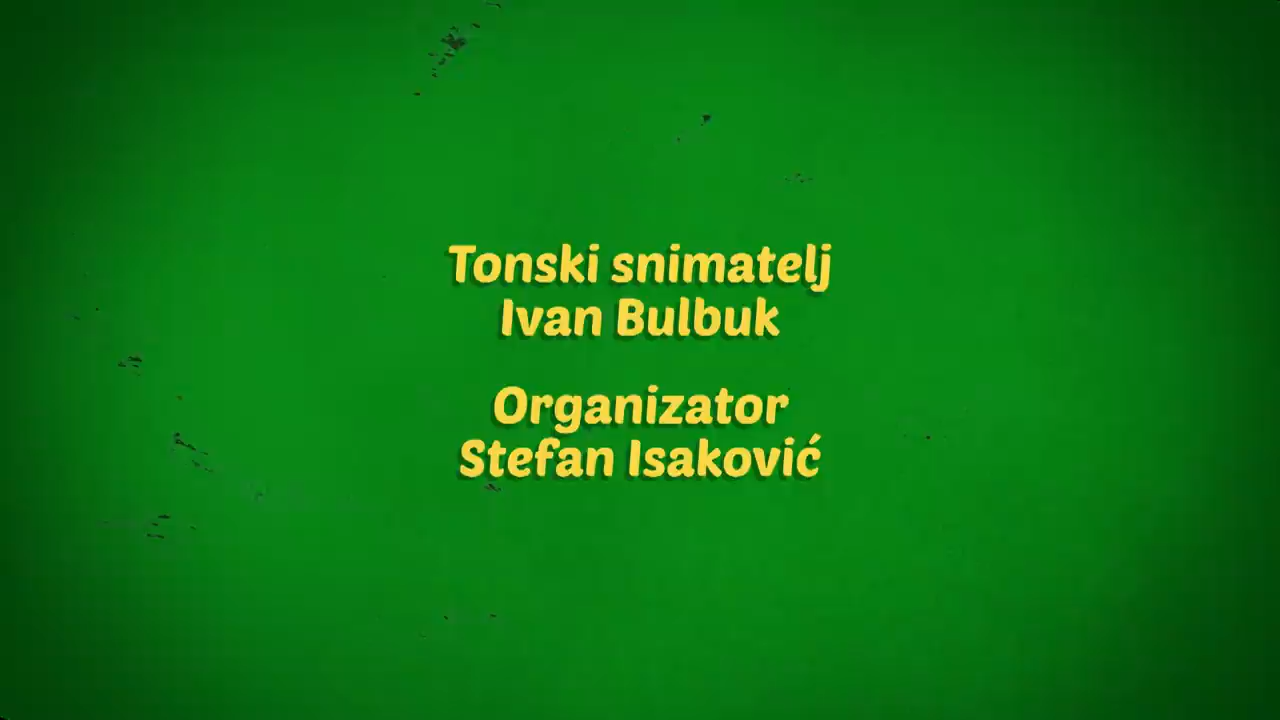 Tonski snimatelj
Ivan Bulbuk
Organizator
Stefan Isaković